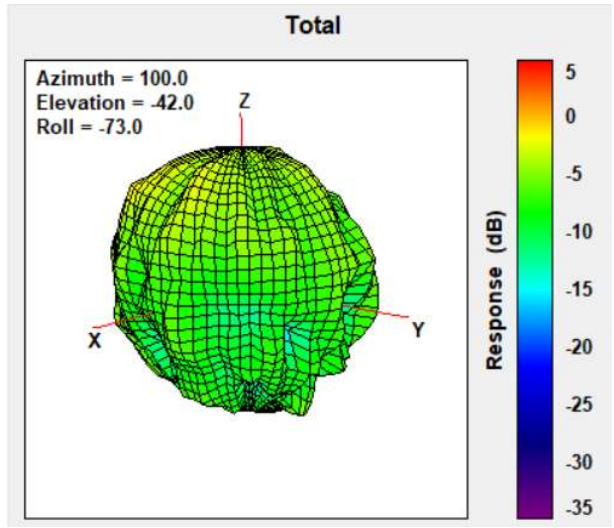 Total
Azimuth = 100.0
Elevation = -42.0
Roll = -73.0
Z
X
Y
5
0
-5
-10
-15
-20
-25
-30
-35
Response (dB)